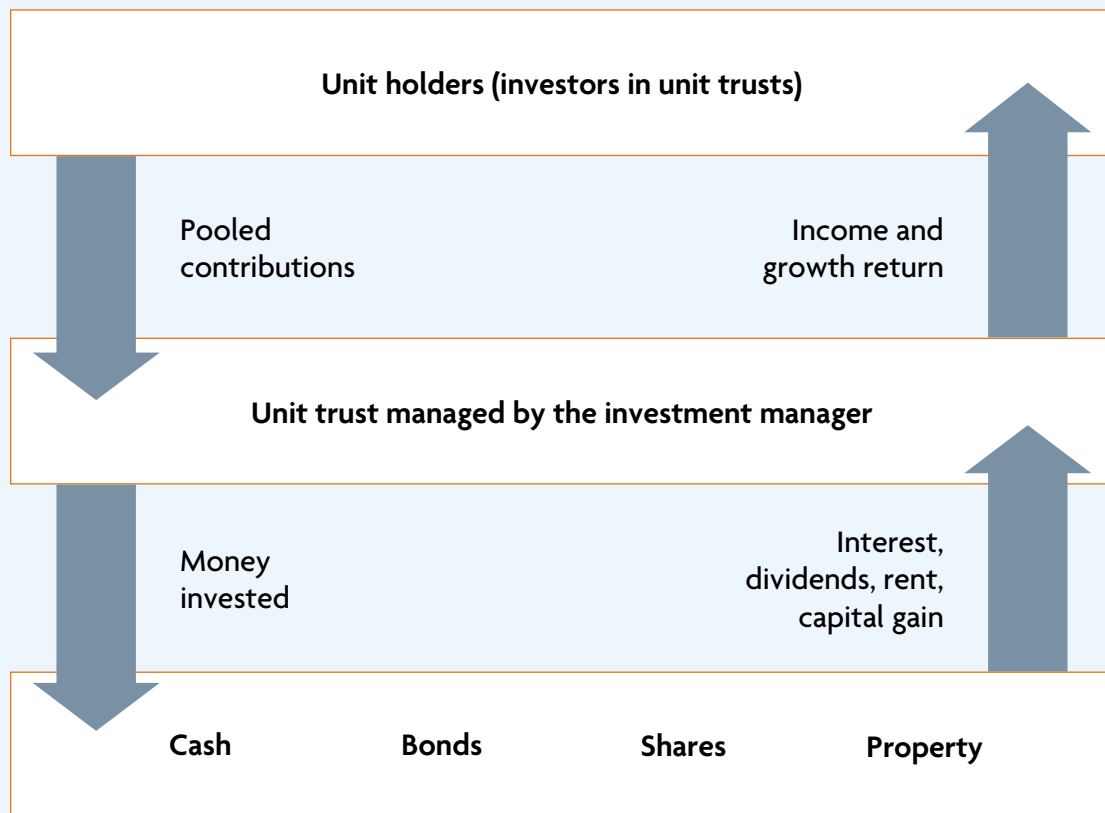 Unit holders (investors in unit trusts)
Pooled
contributions
Income and
growth return
Unit trust managed by the investment manager
Money
invested
Interest,
dividends, rent,
capital gain
Cash
Bonds
Shares
Property